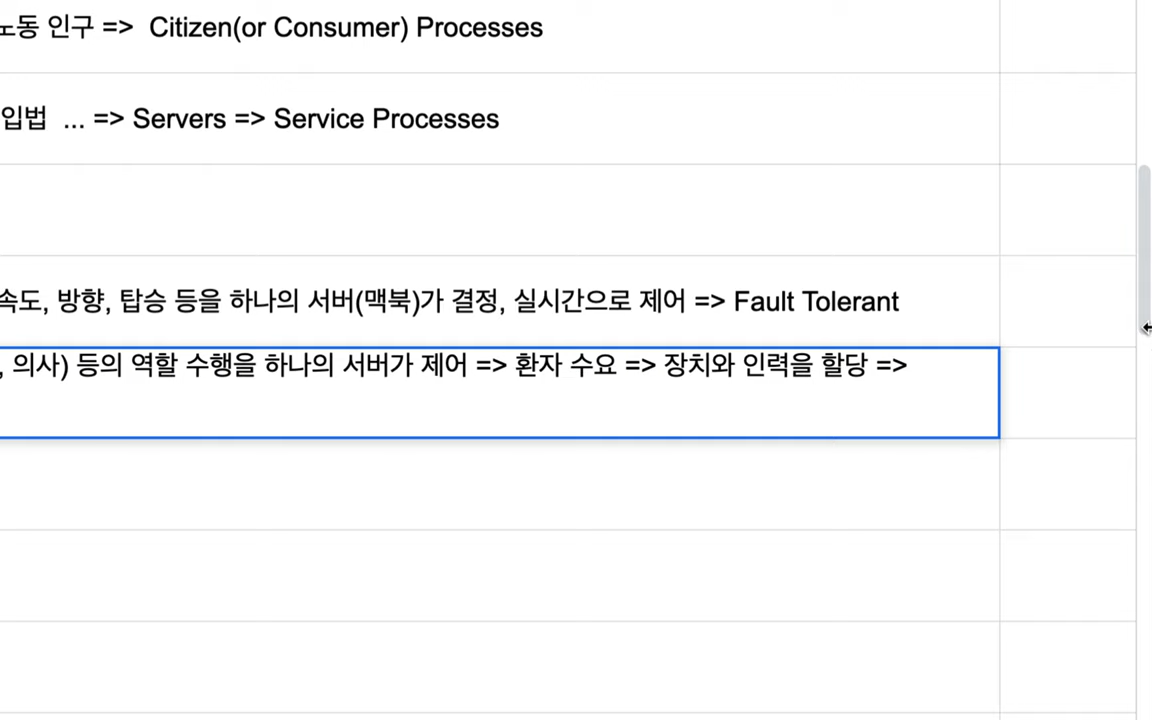 노동 인구 => Citizen(or Consumer) Processes
입법 ... => Servers => Service Processes
속도, 방향, 탑승 등을 하나의 서버(맥북)가 결정, 실시간으로 제어 => Fault Tolerant
, 의사) 등의 역할 수행을 하나의 서버가 제어 => 환자 수요 => 장치와 인력을 할당 =>